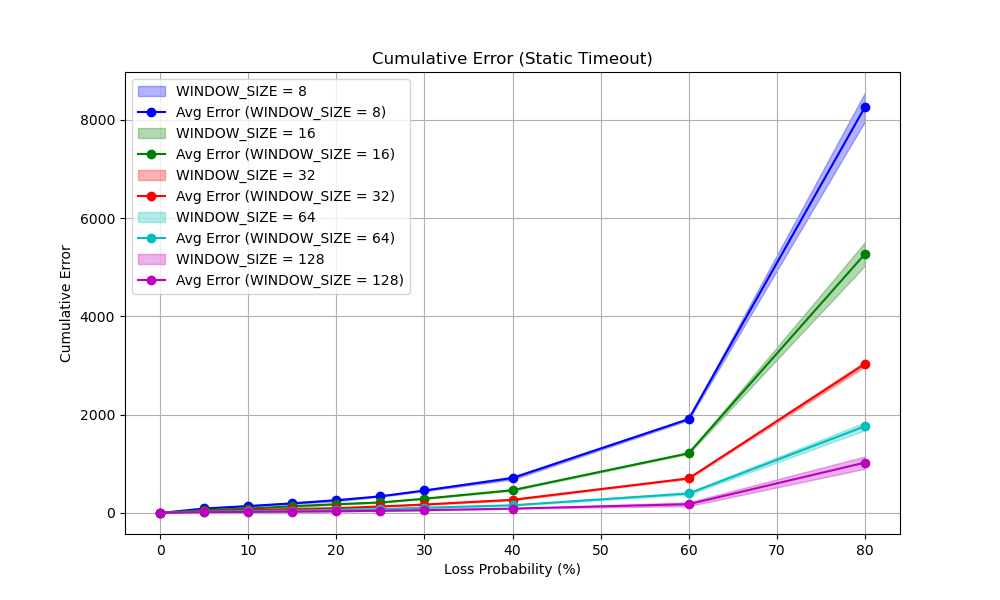 Cumulative Error (Static Timeout)
WINDOW_SIZE = 8
Avg Error (WINDOW_SIZE = 8)
WINDOW_SIZE = 16
Avg Error (WINDOW_SIZE = 16)
WINDOW_SIZE = 32
Avg Error (WINDOW_SIZE = 32)
WINDOW_SIZE = 64
Avg Error (WINDOW_SIZE = 64)
WINDOW_SIZE = 128
Avg Error (WINDOW_SIZE = 128)
Cumulative Error
8000
6000
4000
2000
0
0 10 20 30 40 50 60 70 80
Loss Probability (%)